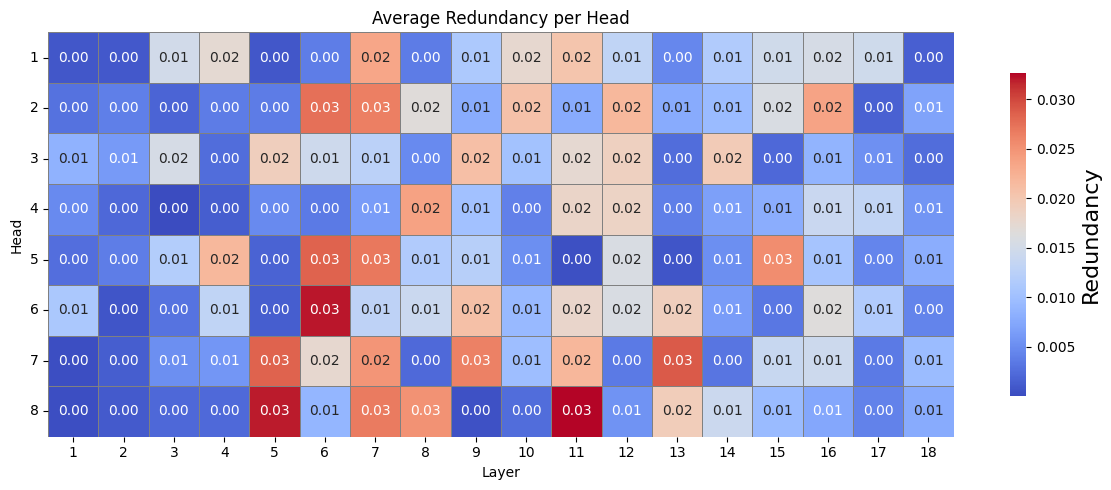 Average Redundancy per Head
1 0.00 0.00 0.01 0.02 0.00 0.00 0.02 0.00 0.01 0.02 0.02 0.01 0.00 0.01 0.01 0.02 0.01 0.00
2 0.00 0.00 0.00 0.00 0.00 0.03 0.03 0.02 0.01 0.02 0.01 0.02 0.01 0.01 0.02 0.02 0.00 0.01
3 0.01 0.01 0.02 0.00 0.02 0.01 0.01 0.00 0.02 0.01 0.02 0.02 0.00 0.02 0.00 0.01 0.01 0.00
4 0.00 0.00 0.00 0.00 0.00 0.00 0.01 0.02 0.01 0.00 0.02 0.02 0.00 0.01 0.01 0.01 0.01 0.01
5 0.00 0.00 0.01 0.02 0.00 0.03 0.03 0.01 0.01 0.01 0.00 0.02 0.00 0.01 0.03 0.01 0.00 0.01
6 0.01 0.00 0.00 0.01 0.00 0.03 0.01 0.01 0.02 0.01 0.02 0.02 0.02 0.01 0.00 0.02 0.01 0.00
7 0.00 0.00 0.01 0.01 0.03 0.02 0.02 0.00 0.03 0.01 0.02 0.00 0.03 0.00 0.01 0.01 0.00 0.01
8 0.00 0.00 0.00 0.00 0.03 0.01 0.03 0.03 0.00 0.00 0.03 0.01 0.02 0.01 0.01 0.01 0.00 0.01
Head
1 2 3 4 5 6 7 8 9 10 11 12 13 14 15 16 17 18
Layer
0.030
0.025
0.020
0.015
0.010
0.005
Redundancy